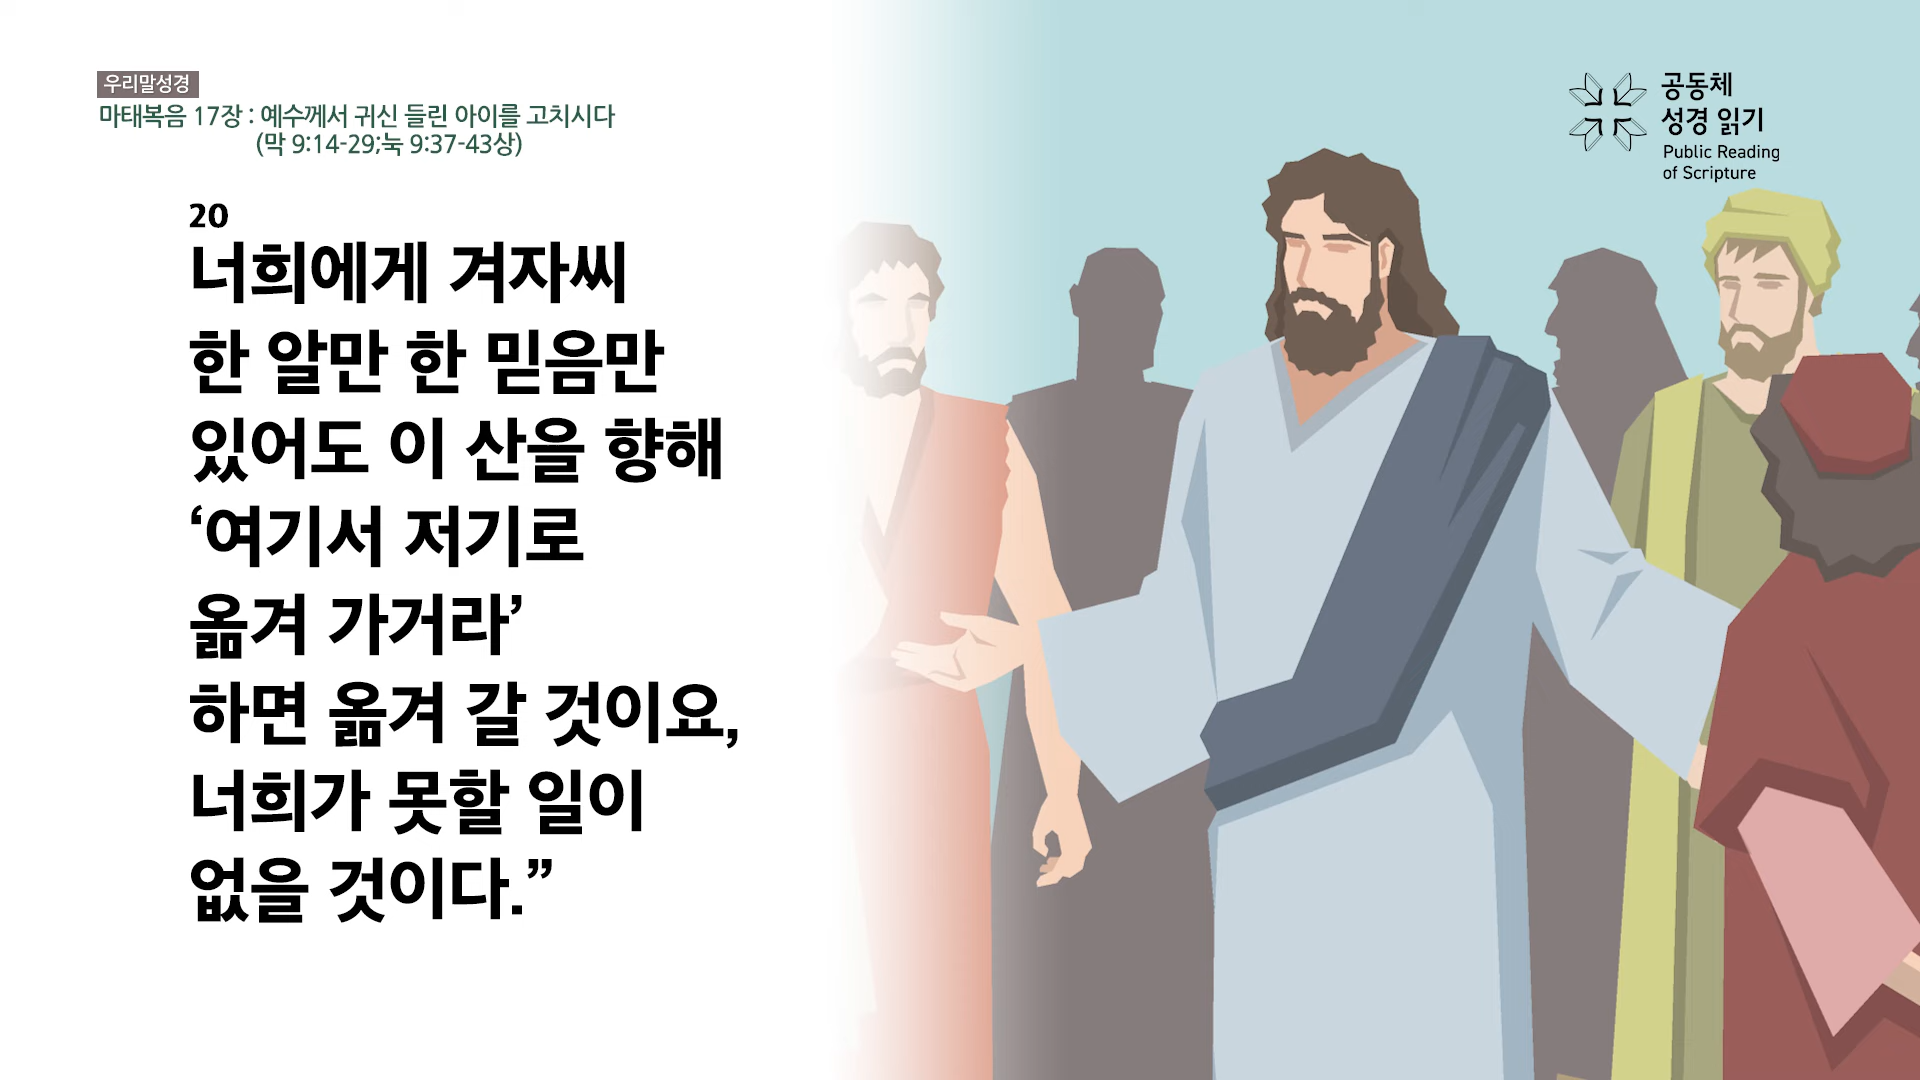 우리말성경
마태복음 17장 : 예수께서 귀신 들린 아이를 고치시다
(막 9:14-29;눅 9:37-43상)
공동체
성경 읽기
Public Reading
of Scripture
20
너희에게 겨자씨
한 알만 한 믿음만
있어도 이 산을 향해
‘여기서 저기로
옮겨 가거라’
하면 옮겨 갈 것이요,
너희가 못할 일이
없을 것이다.”